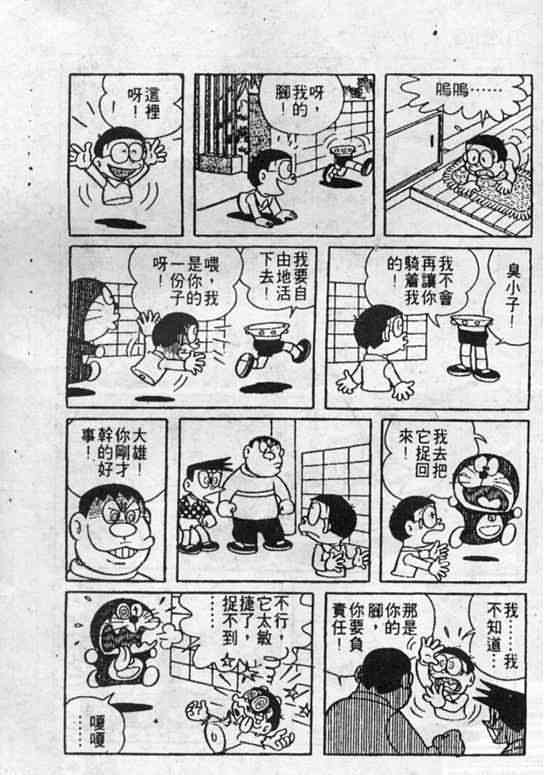 嗚嗚……
呀，
我的
腳！
這裡
呀！
臭小子！
我不會
再讓你
騎着我
的！
我要自
由地活
下去！
喂，我
是你的
一份子
呀！
我去把
它捉回
來！
大雄！
你剛才
幹的好
事！
我……我
不知道…
那是
你的
腳，
你要負
責任！
不行，
它太敏
捷了，
捉不到
……
嗄嗄
……